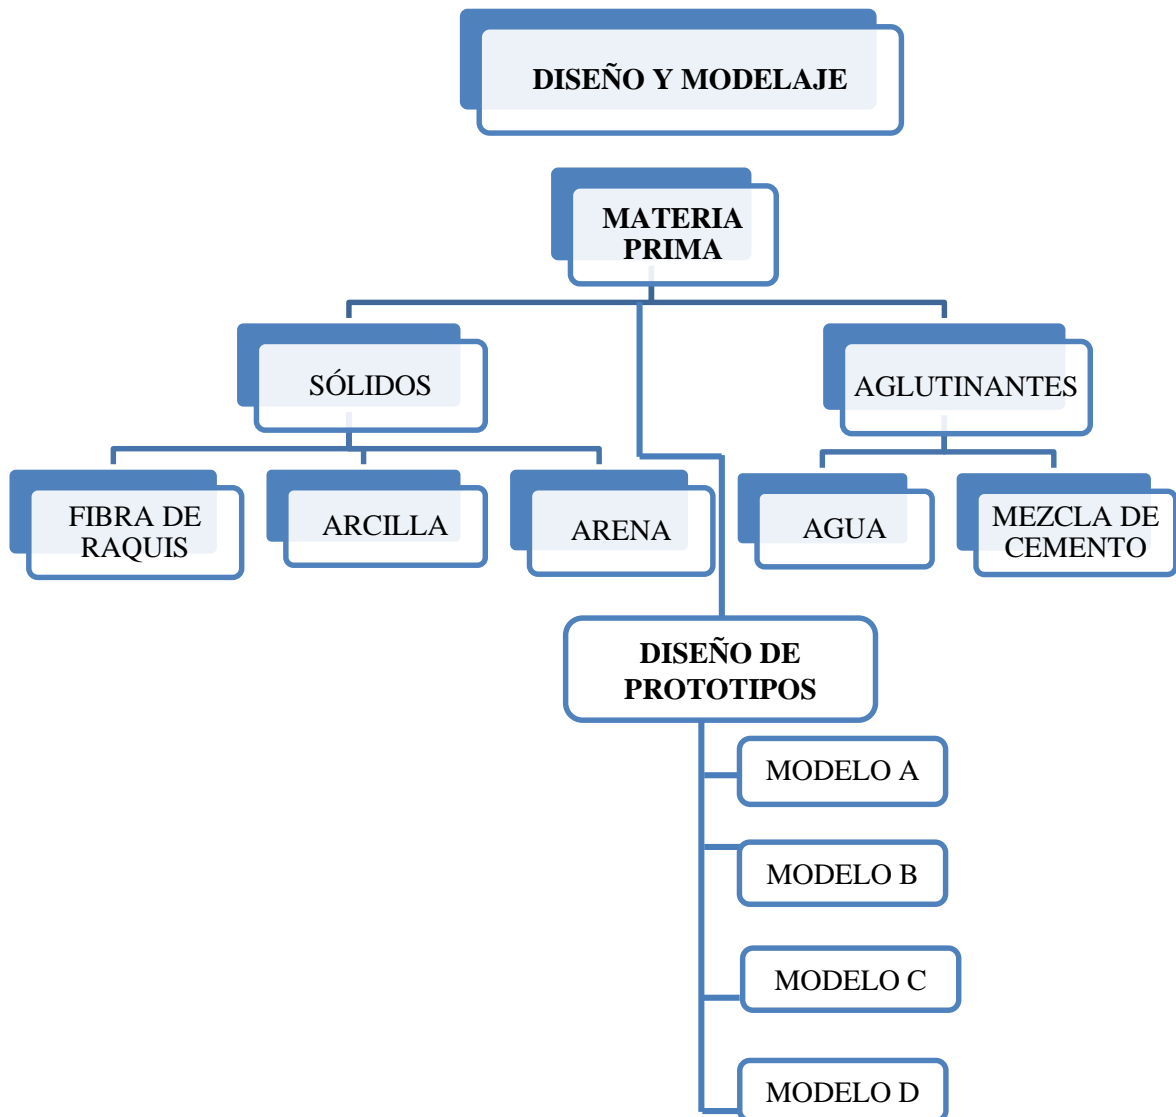 DISEÑO Y MODELAJE
MATERIA
PRIMA
SÓLIDOS
AGLUTINANTES
FIBRA DE
RAQUIS
ARCILLA
ARENA
AGUA
MEZCLA DE
CEMENTO
DISEÑO DE
PROTOTIPOS
MODELO A
MODELO B
MODELO C
MODELO D